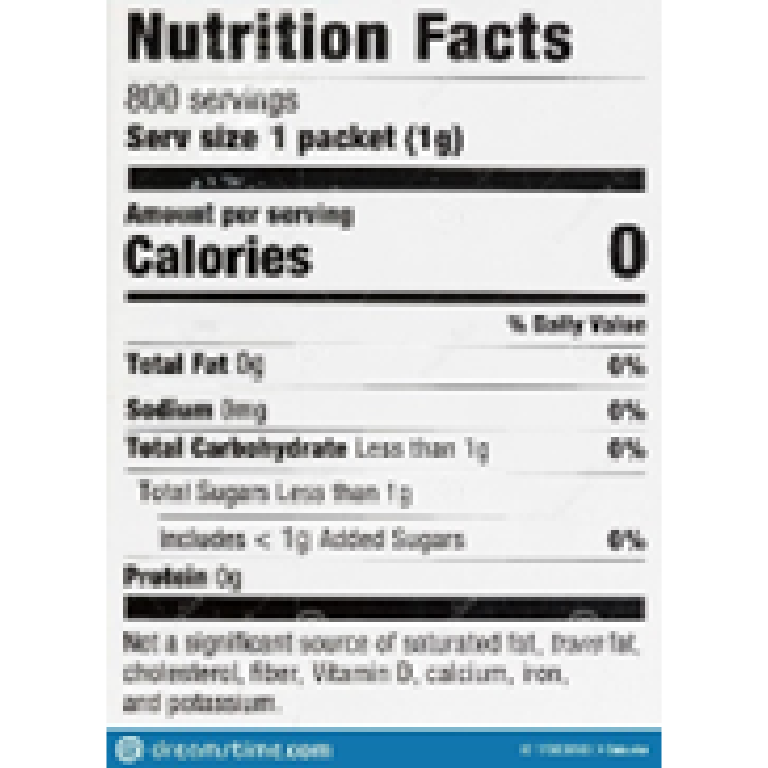 Nutrition Facts
800 servings
Serv size 1 packet (1g)
Amount per serving
Calories 0
% Daily Value
Total Fat 0g 0%
Sodium 0mg 0%
Total Carbohydrate Less than 1g 0%
Total Sugars Less than 1g
Includes < 1g Added Sugars 0%
Protein 0g
Not a significant source of saturated fat, trans fat,
cholesterol, fiber, Vitamin D, calcium, iron,
and potassium.
dreamstime.com